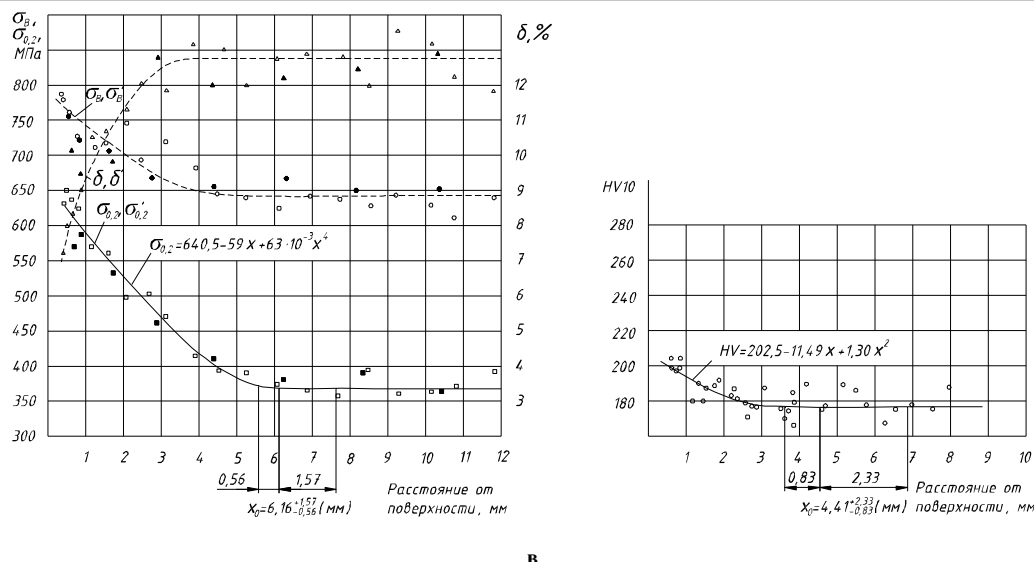 σв,
σ0,2,
МПа
δ,%
800
750
700
650
600
550
500
450
400
350
300
12
11
10
9
8
7
6
5
4
3
σв,σ'в
δ,δ'
σ0,2,σ'0,2
σ0,2=640,5-59 x+63·10⁻³x⁴
1 2 3 4 5 6 7 8 9 10 11 12
0,56 1,57
Расстояние от
поверхности, мм
x₀=6,16+1,57-0,56(мм)
HV10
280
260
240
220
200
180
HV=202,5-11,49 x+1,30 x²
1 2 3 4 5 6 7 8 9 10
0,83 2,33
Расстояние от
поверхности, мм
x₀=4,41+2,33-0,83(мм)
в